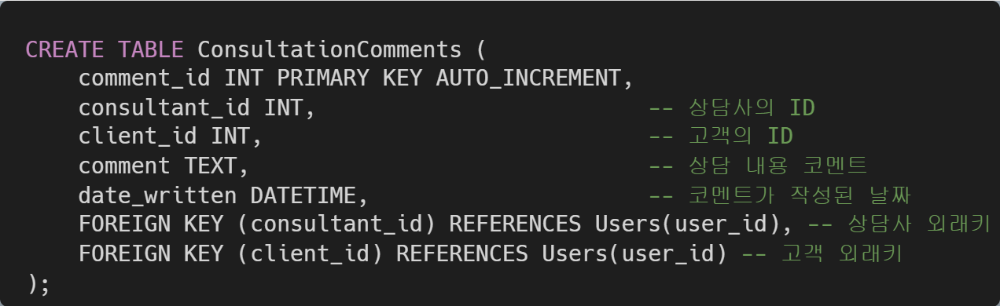 CREATE TABLE ConsultationComments (
    comment_id INT PRIMARY KEY AUTO_INCREMENT,
    consultant_id INT,                         -- 상담사의 ID
    client_id INT,                             -- 고객의 ID
    comment TEXT,                              -- 상담 내용 코멘트
    date_written DATETIME,                     -- 코멘트가 작성된 날짜
    FOREIGN KEY (consultant_id) REFERENCES Users(user_id), -- 상담사 외래키
    FOREIGN KEY (client_id) REFERENCES Users(user_id) -- 고객 외래키
);